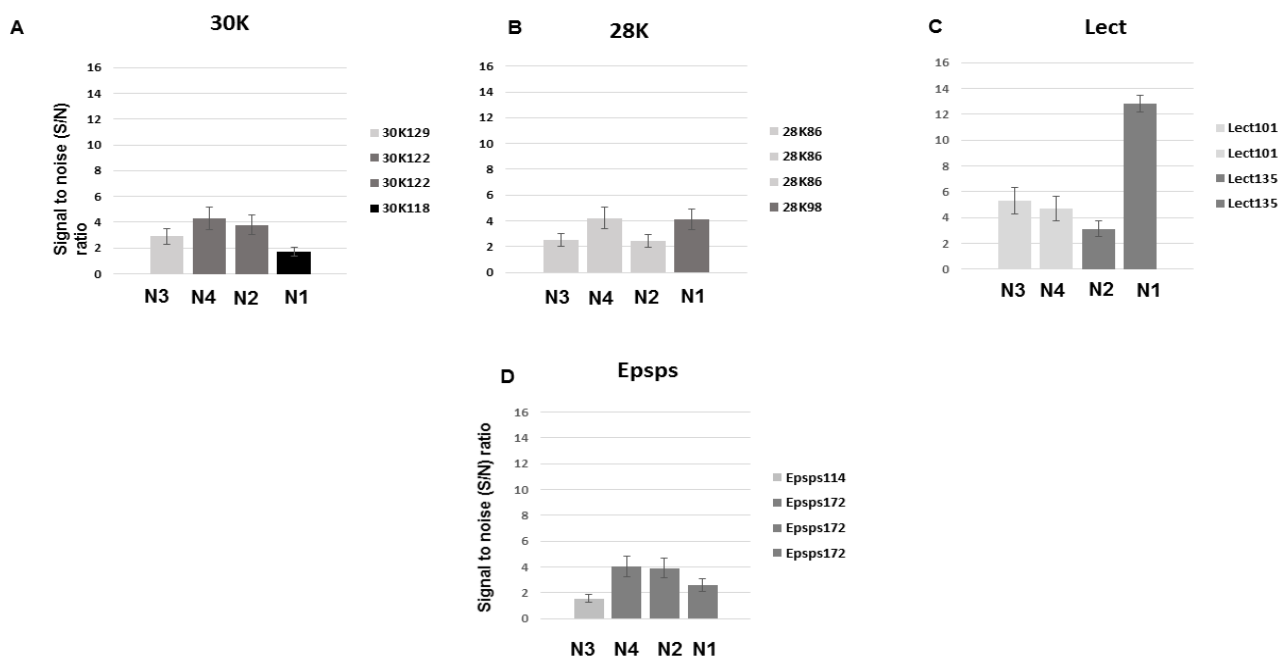 A
30K
16
14
12
10
8
6
4
2
0
Signal to noise (S/N)
ratio
N3 N4 N2 N1
30K129
30K122
30K122
30K118
B
28K
16
14
12
10
8
6
4
2
0
N3 N4 N2 N1
28K86
28K86
28K86
28K98
C
Lect
16
14
12
10
8
6
4
2
0
N3 N4 N2 N1
Lect101
Lect101
Lect135
Lect135
D
Epsps
16
14
12
10
8
6
4
2
0
Signal to noise (S/N) ratio
N3 N4 N2 N1
Epsps114
Epsps172
Epsps172
Epsps172